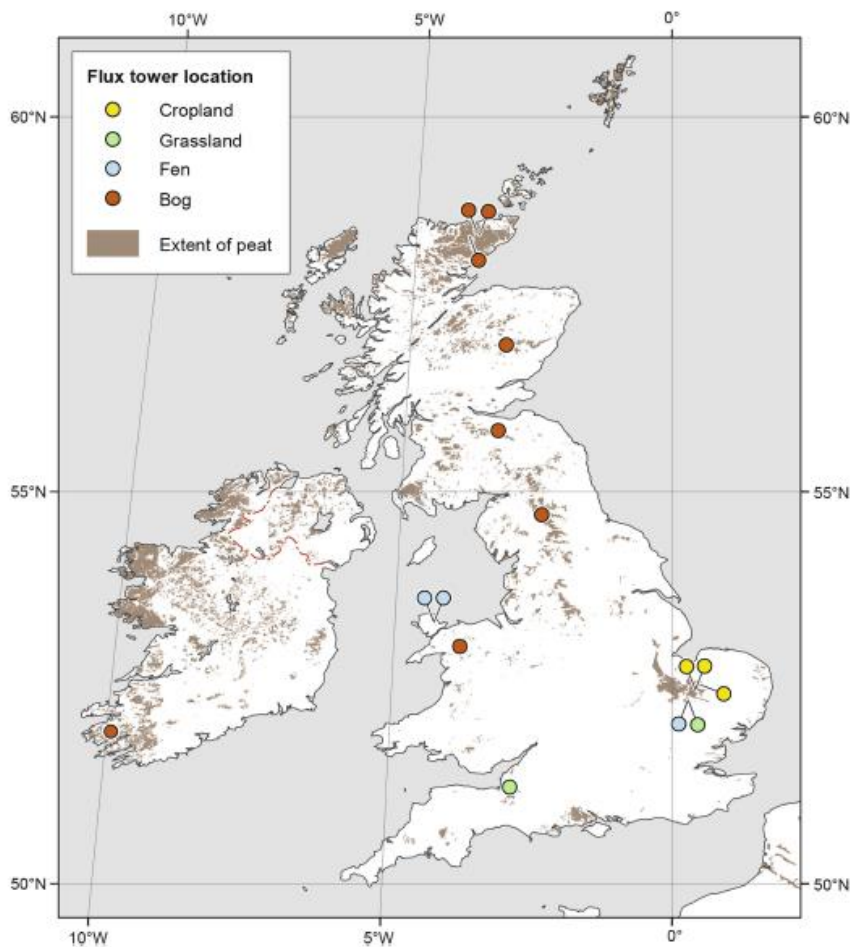 10°W 5°W 0°
Flux tower location
Cropland
Grassland
Fen
Bog
Extent of peat
60°N 60°N
55°N 55°N
50°N 50°N
10°W 5°W 0°